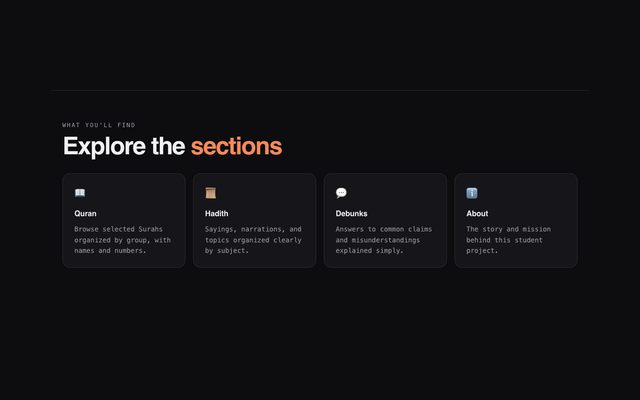 WHAT YOU'LL FIND
Explore the sections
Quran
Browse selected Surahs
organized by group, with
names and numbers.
Hadith
Sayings, narrations, and
topics organized clearly
by subject.
Debunks
Answers to common claims
and misunderstandings
explained simply.
About
The story and mission
behind this student
project.